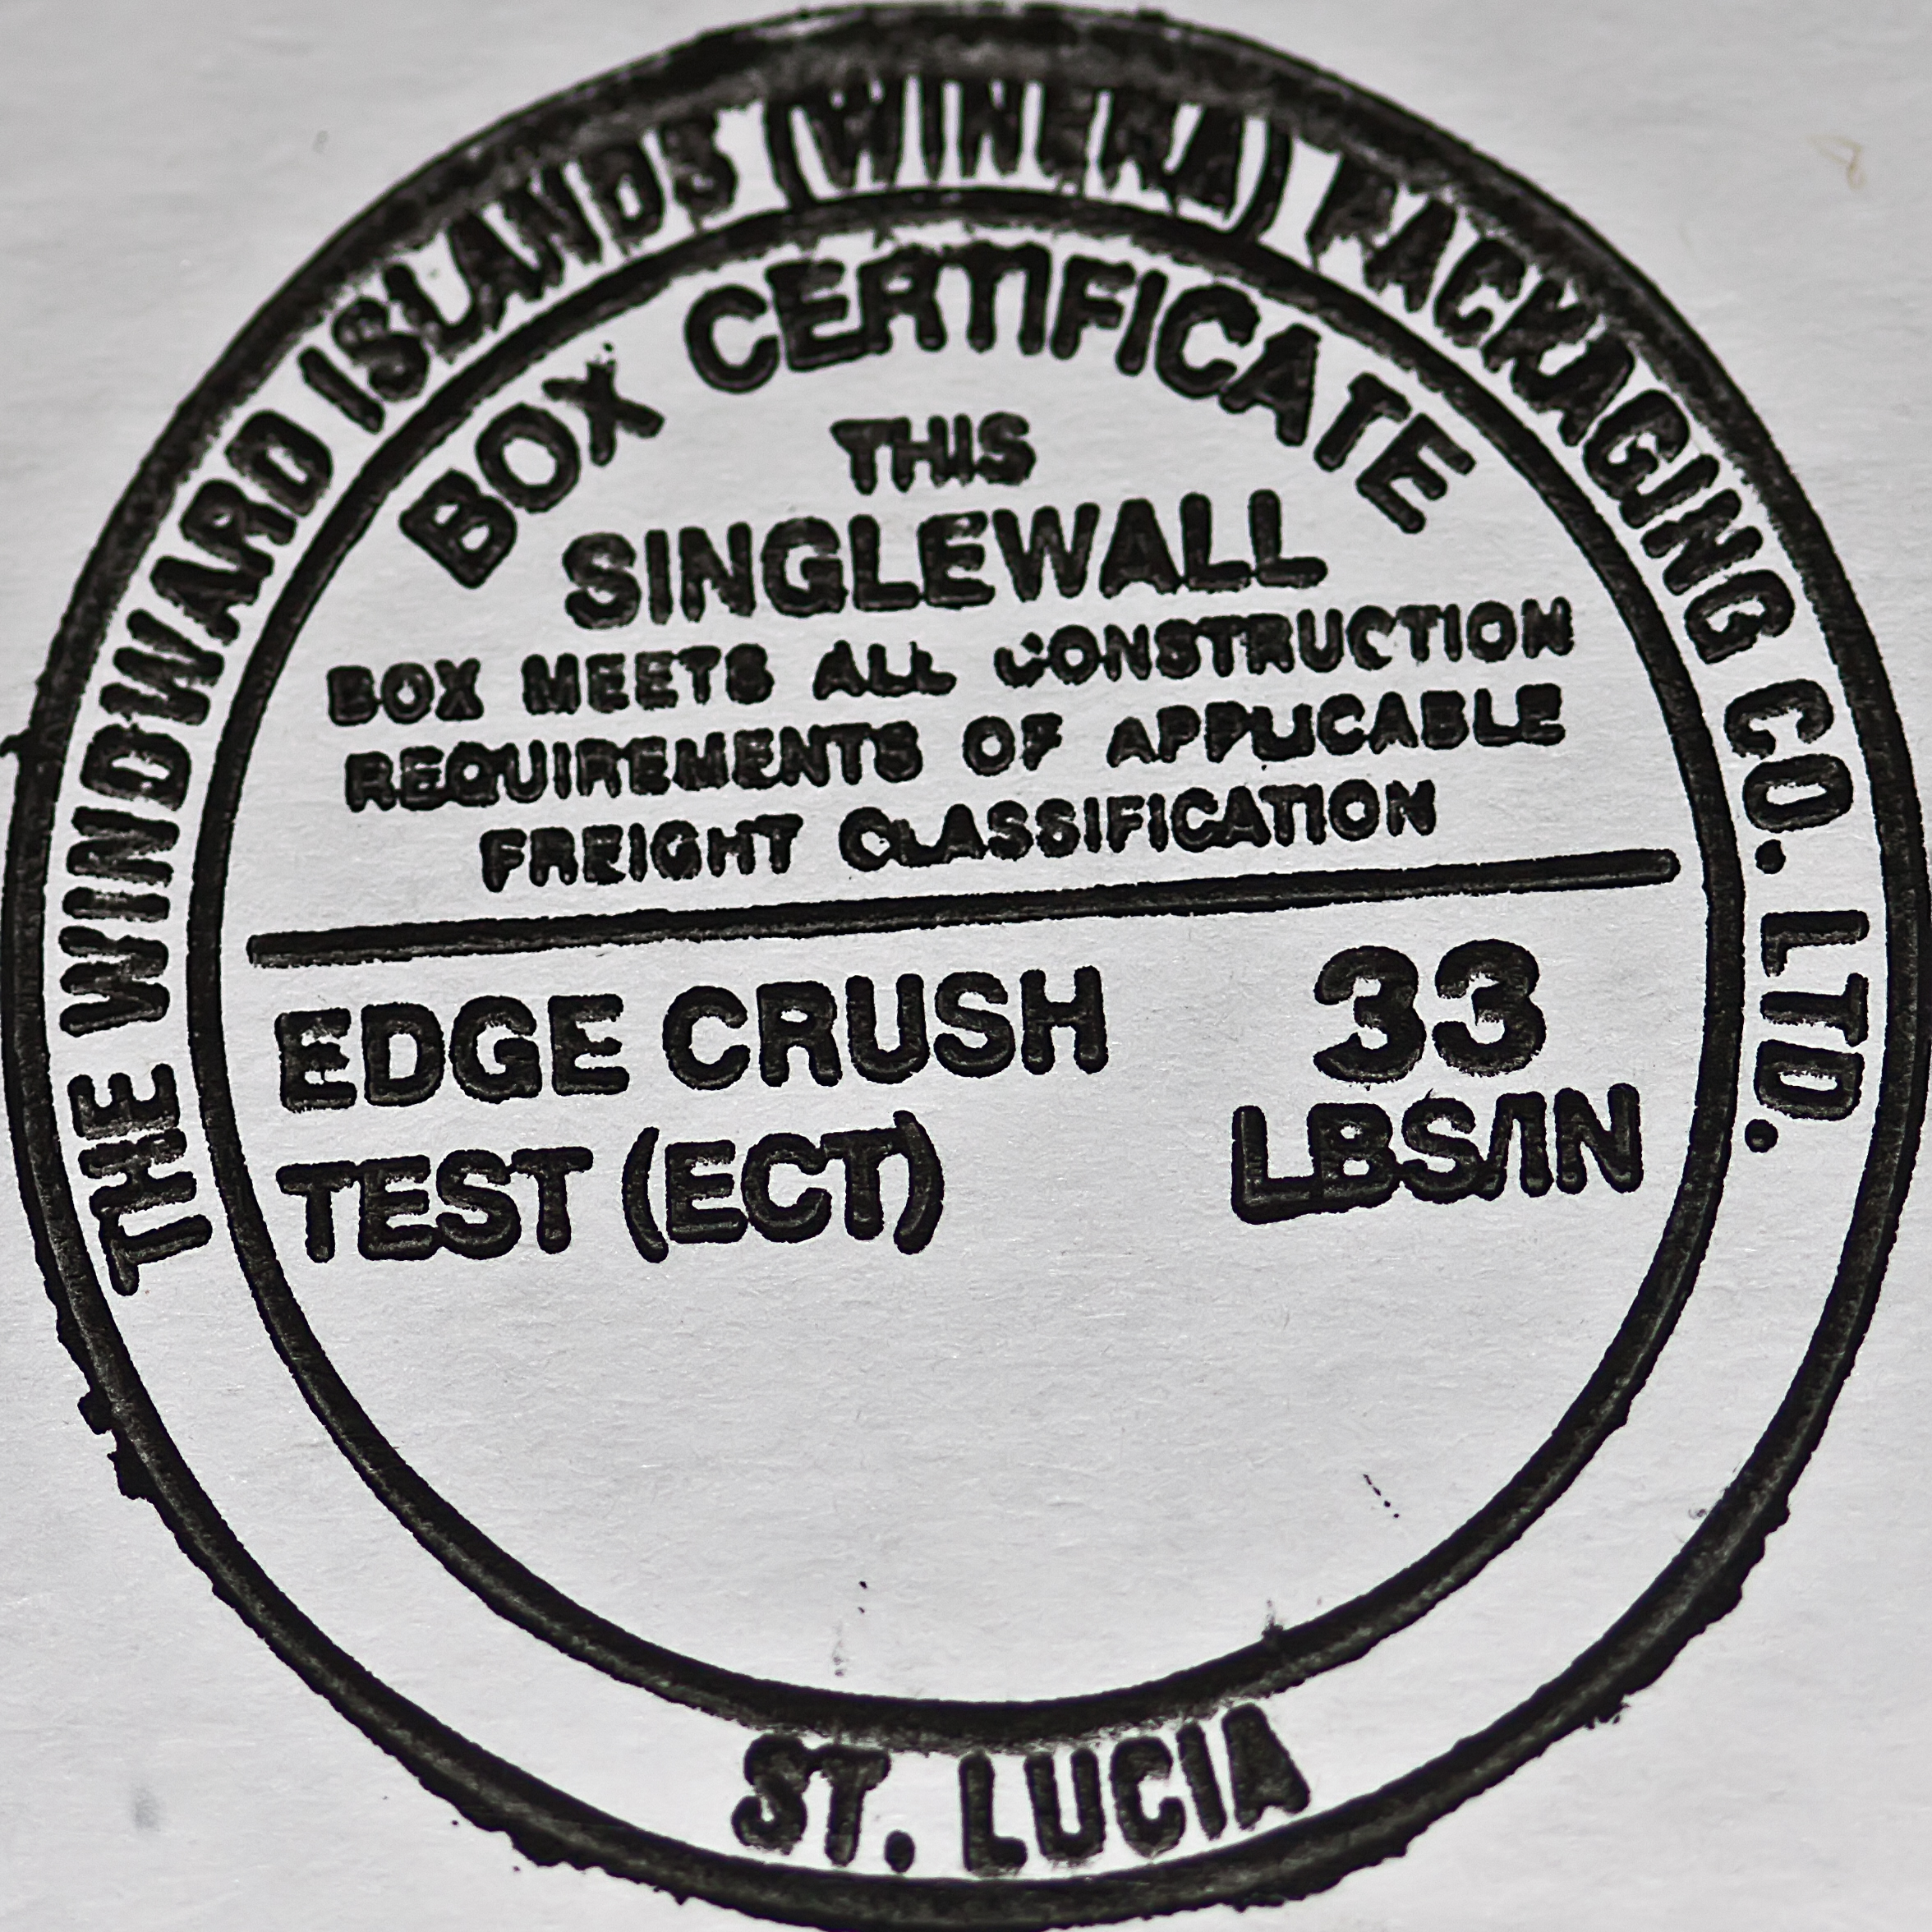 THE WINDWARD ISLANDS (WINERA) PACKAGING CO. LTD.
BOX CERTIFICATE
THIS
SINGLEWALL
BOX MEETS ALL CONSTRUCTION
REQUIREMENTS OF APPLICABLE
FREIGHT CLASSIFICATION
EDGE CRUSH 33
TEST (ECT) LBS/IN
ST. LUCIA